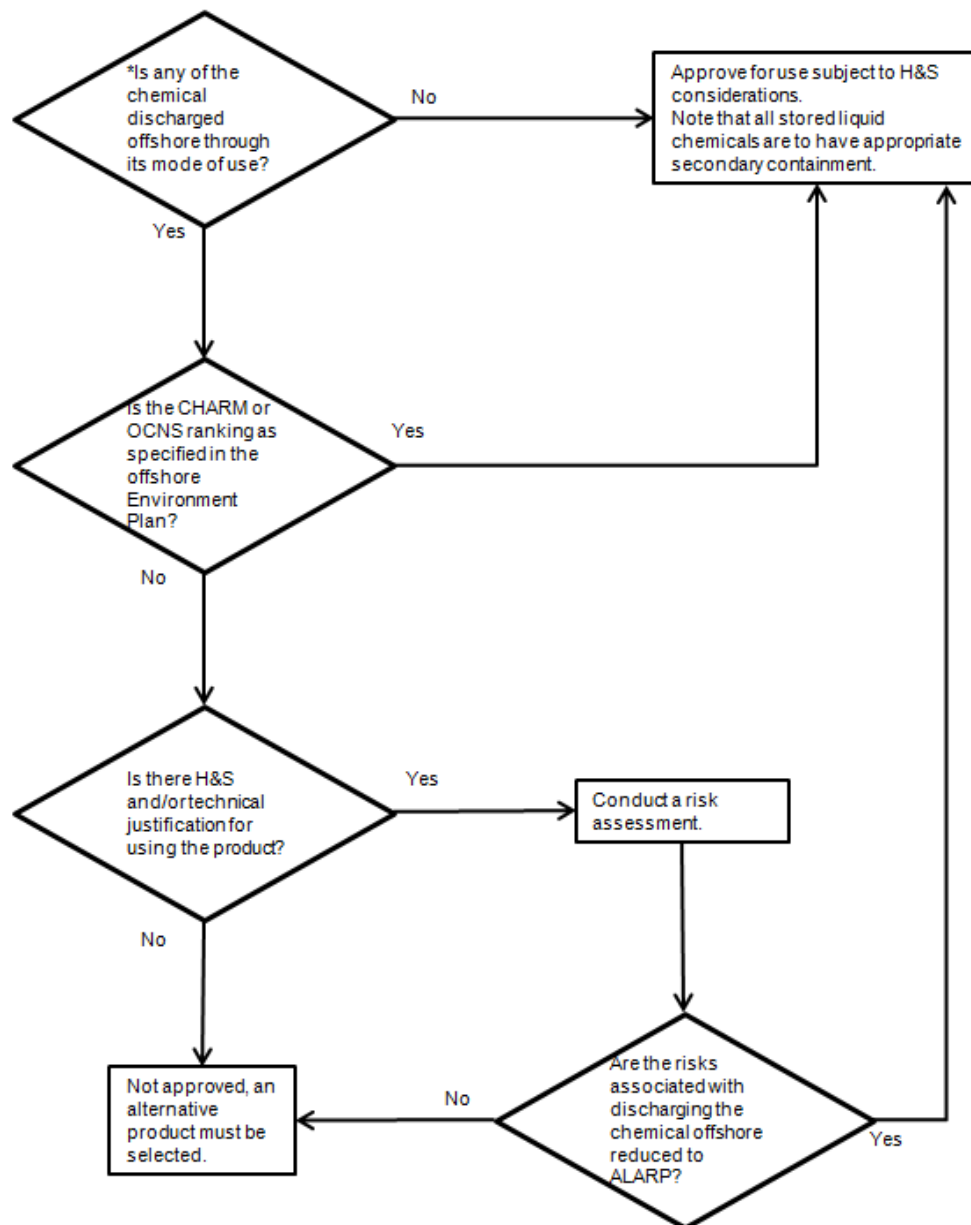 *Is any of the
chemical
discharged
offshore through
its mode of use?
No
Approve for use subject to H&S
considerations.
Note that all stored liquid
chemicals are to have appropriate
secondary containment.
Yes
Is the CHARM or
OCNS ranking as
specified in the
offshore
Environment
Plan?
Yes
No
Is there H&S
and/or technical
justification for
using the product?
Yes
Conduct a risk
assessment.
No
Not approved, an
alternative
product must be
selected.
No
Are the risks
associated with
discharging the
chemical offshore
reduced to
ALARP?
Yes